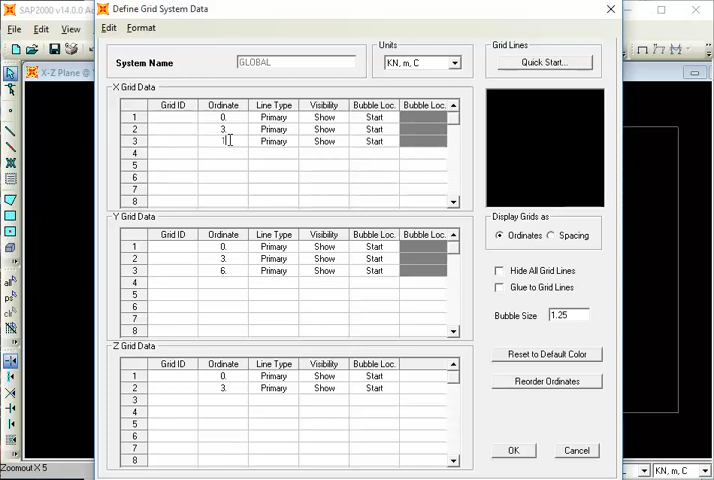 SAP2000 v14.0.0 Ad
Define Grid System Data
File Edit View
Edit Format
X-Z Plane @
System Name GLOBAL
Units
KN, m, C
Grid Lines
Quick Start...
X Grid Data
Grid ID Ordinate Line Type Visibility Bubble Loc. Bubble Loc.
1 0. Primary Show Start
2 3. Primary Show Start
3 1 Primary Show Start
4
5
6
7
8
Y Grid Data
Grid ID Ordinate Line Type Visibility Bubble Loc. Bubble Loc.
1 0. Primary Show Start
2 3. Primary Show Start
3 6. Primary Show Start
4
5
6
7
8
Z Grid Data
Grid ID Ordinate Line Type Visibility Bubble Loc.
1 0. Primary Show Start
2 3. Primary Show Start
3
4
5
6
7
8
Display Grids as
Ordinates Spacing
Hide All Grid Lines
Glue to Grid Lines
Bubble Size 1.25
Reset to Default Color
Reorder Ordinates
OK Cancel
all
ps
clr
Zoomout X 5
KN, m, C